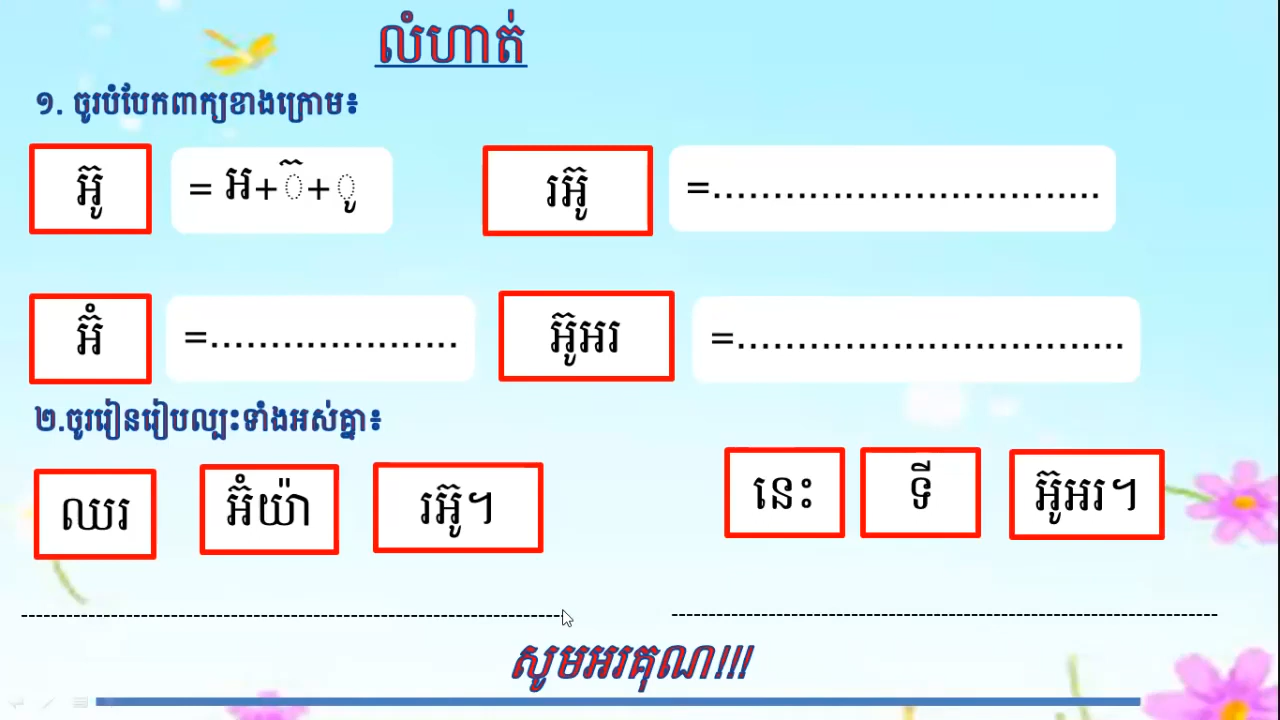 លំហាត់
១. ចូរបំបែកពាក្យខាងក្រោម៖
អ៊ូ = អ+៊+ូ រអ៊ូ =................................
អ៊ំ =..................... អ៊ូអរ =................................
២.ចូររៀនរៀបល្បះទាំងអស់គ្នា៖
ឈរ អ៊ំយ៉ា រអ៊ូ។ នេះ ទី អ៊ូអរ។
សូមអរគុណ!!!